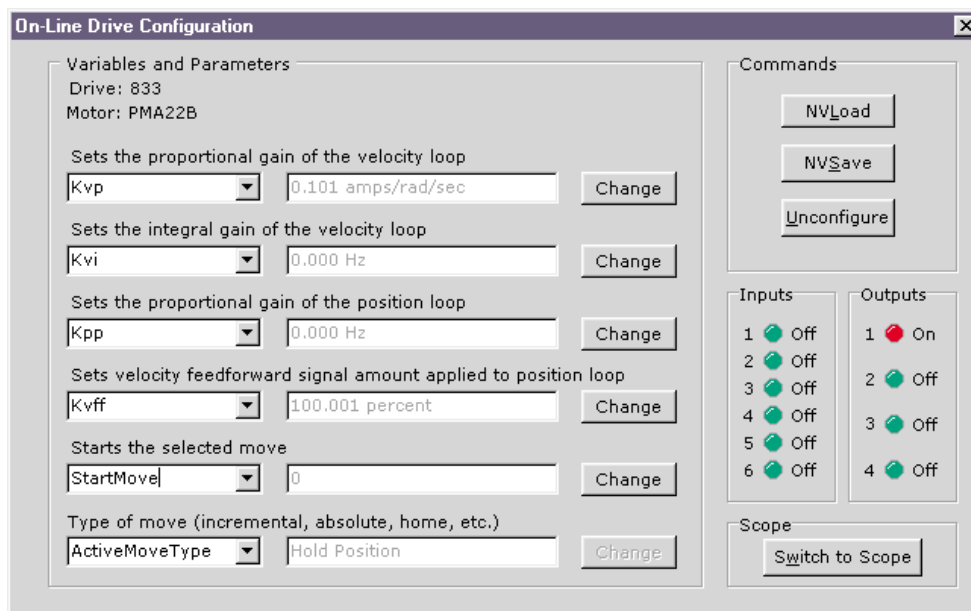 On-Line Drive Configuration
Variables and Parameters
Drive: 833
Motor: PMA22B
Sets the proportional gain of the velocity loop
Kvp 0.101 amps/rad/sec Change
Sets the integral gain of the velocity loop
Kvi 0.000 Hz Change
Sets the proportional gain of the position loop
Kpp 0.000 Hz Change
Sets velocity feedforward signal amount applied to position loop
Kvff 100.001 percent Change
Starts the selected move
StartMove 0 Change
Type of move (incremental, absolute, home, etc.)
ActiveMoveType Hold Position Change
Commands
NVLoad
NVSave
Unconfigure
Inputs
1 Off
2 Off
3 Off
4 Off
5 Off
6 Off
Outputs
1 On
2 Off
3 Off
4 Off
Scope
Switch to Scope